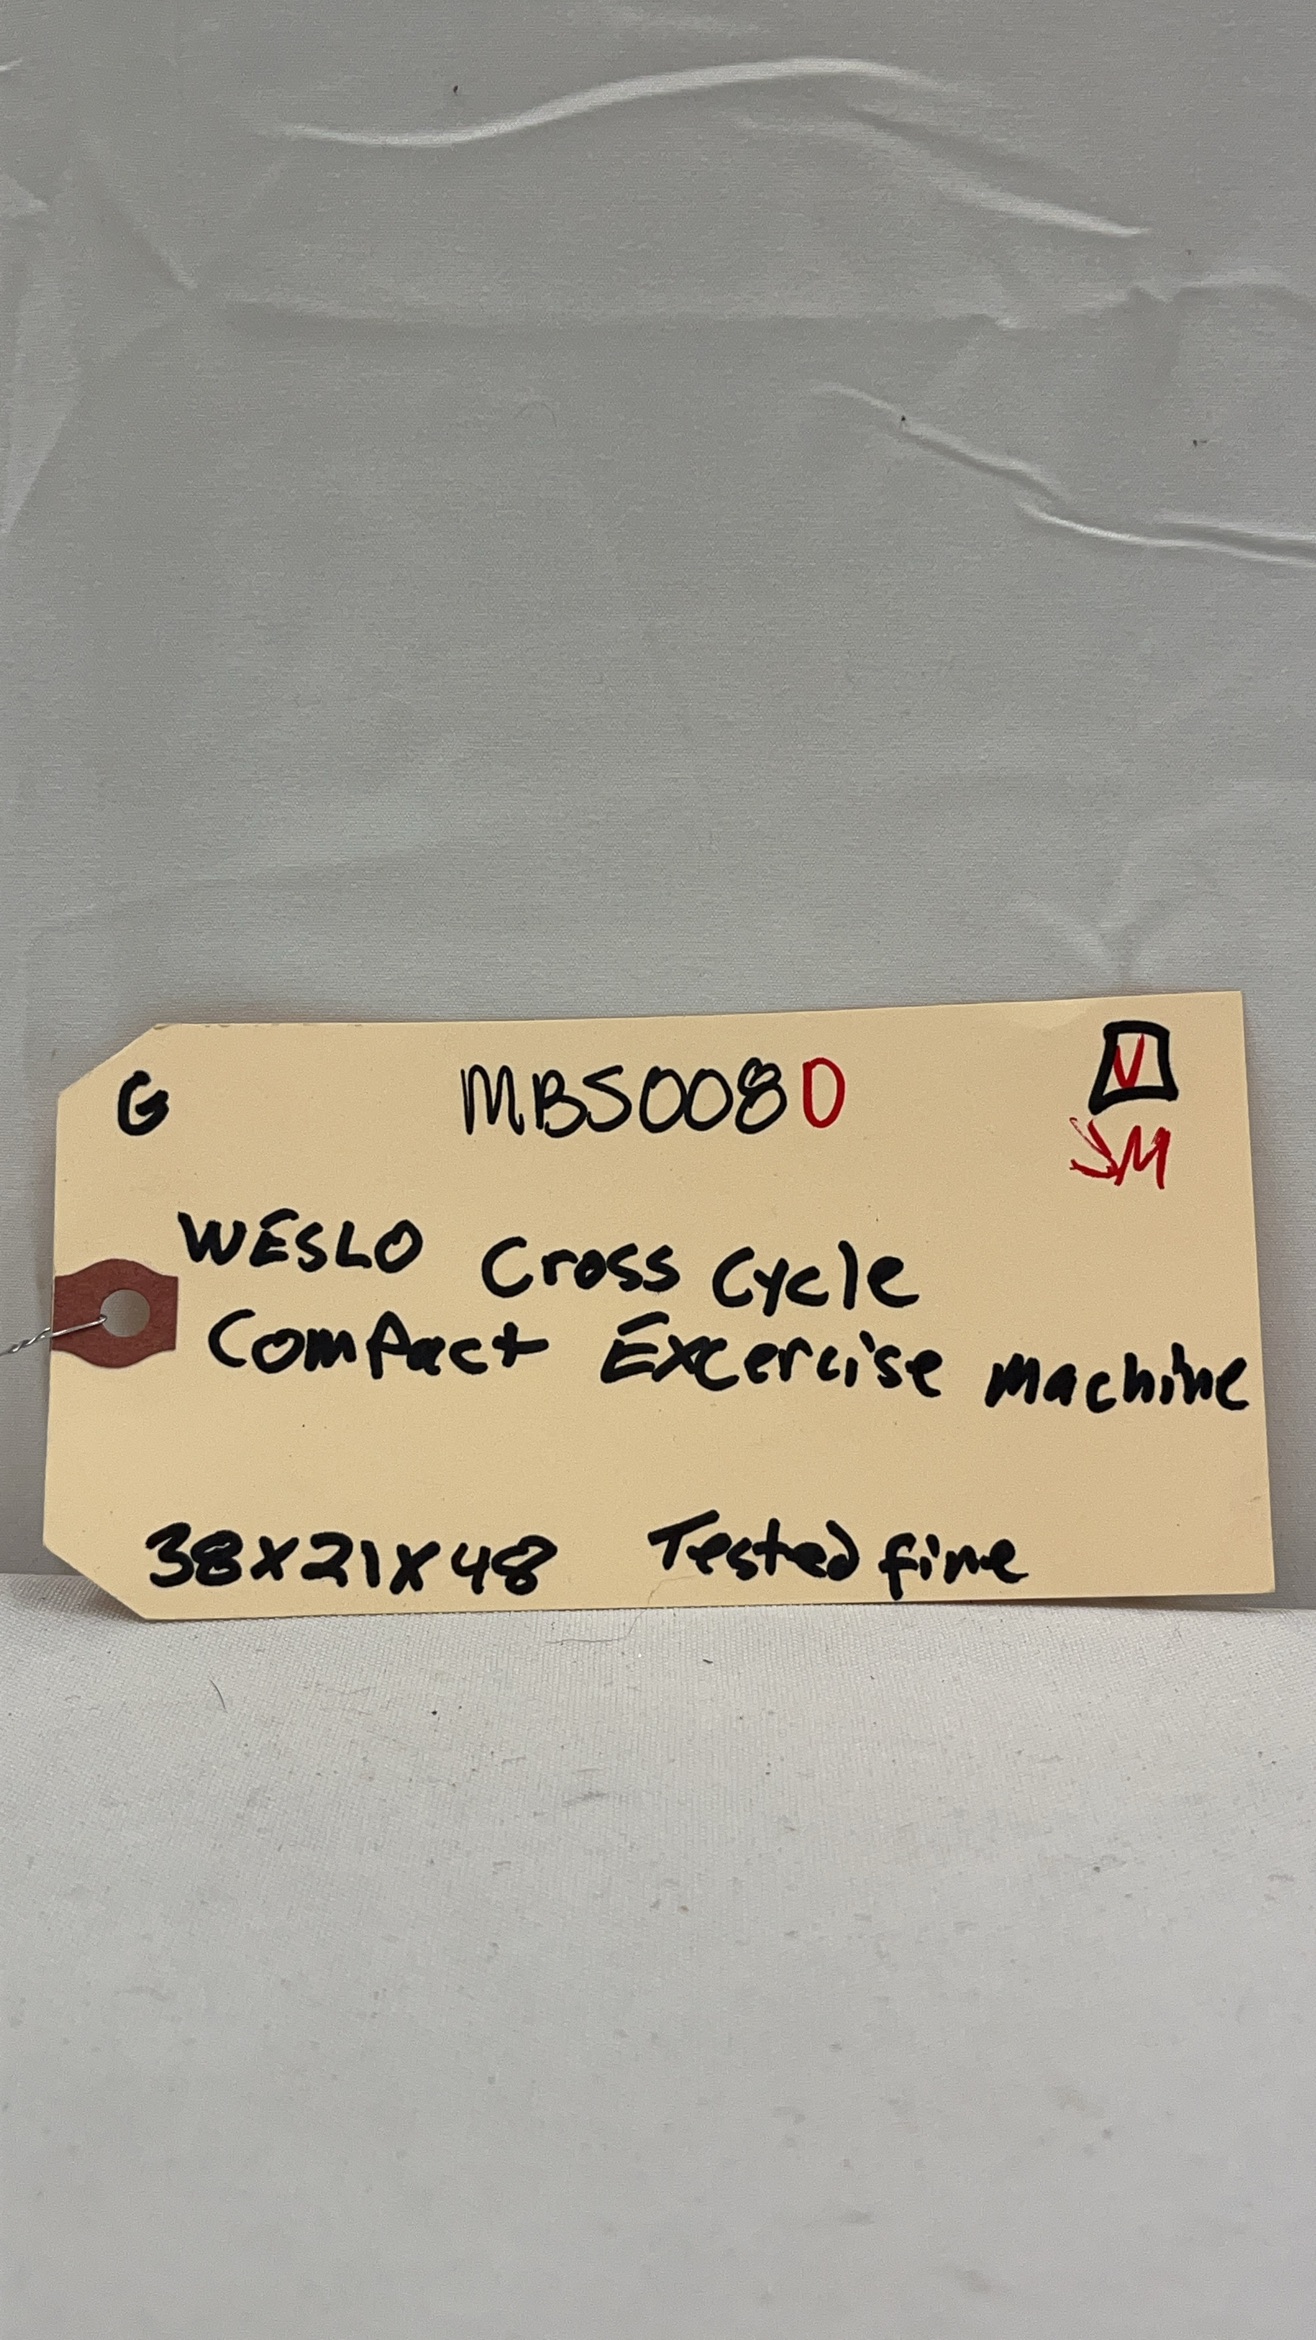 G MBS0080 V
JM
WESLO Cross Cycle
Compact Excercise Machine
38x21x48 Tested fine